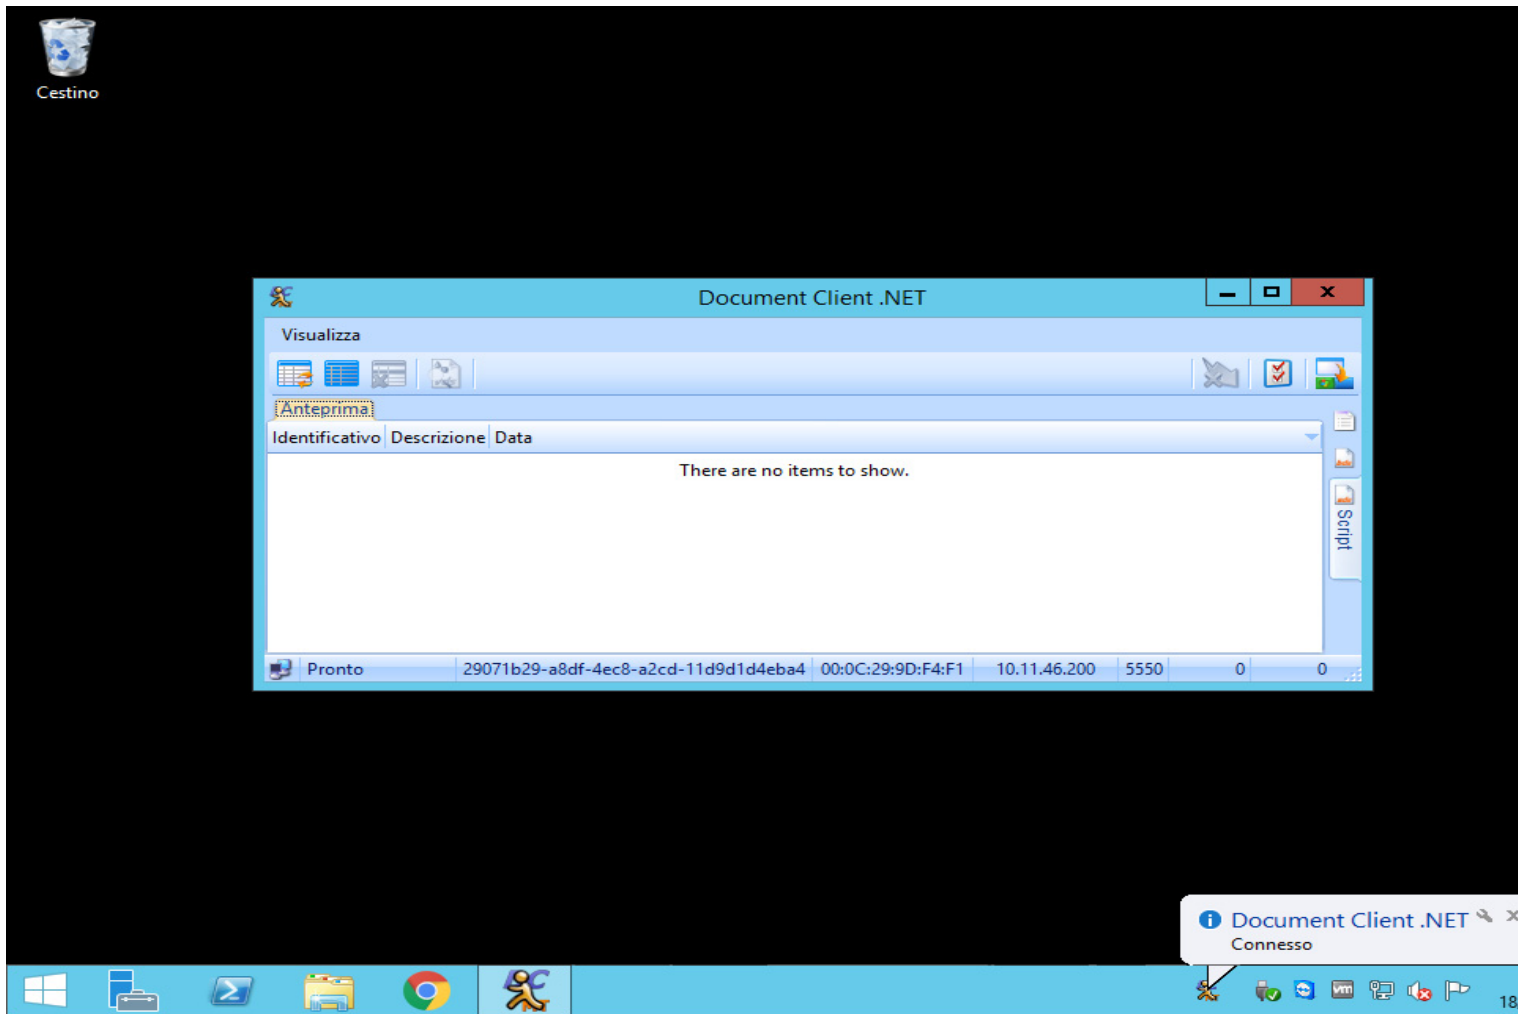 Cestino
Document Client .NET
Visualizza
Anteprima
Identificativo Descrizione Data
There are no items to show.
Script
Pronto 29071b29-a8df-4ec8-a2cd-11d9d1d4eba4 00:0C:29:9D:F4:F1 10.11.46.200 5550 0 0
Document Client .NET
Connesso
vm
18